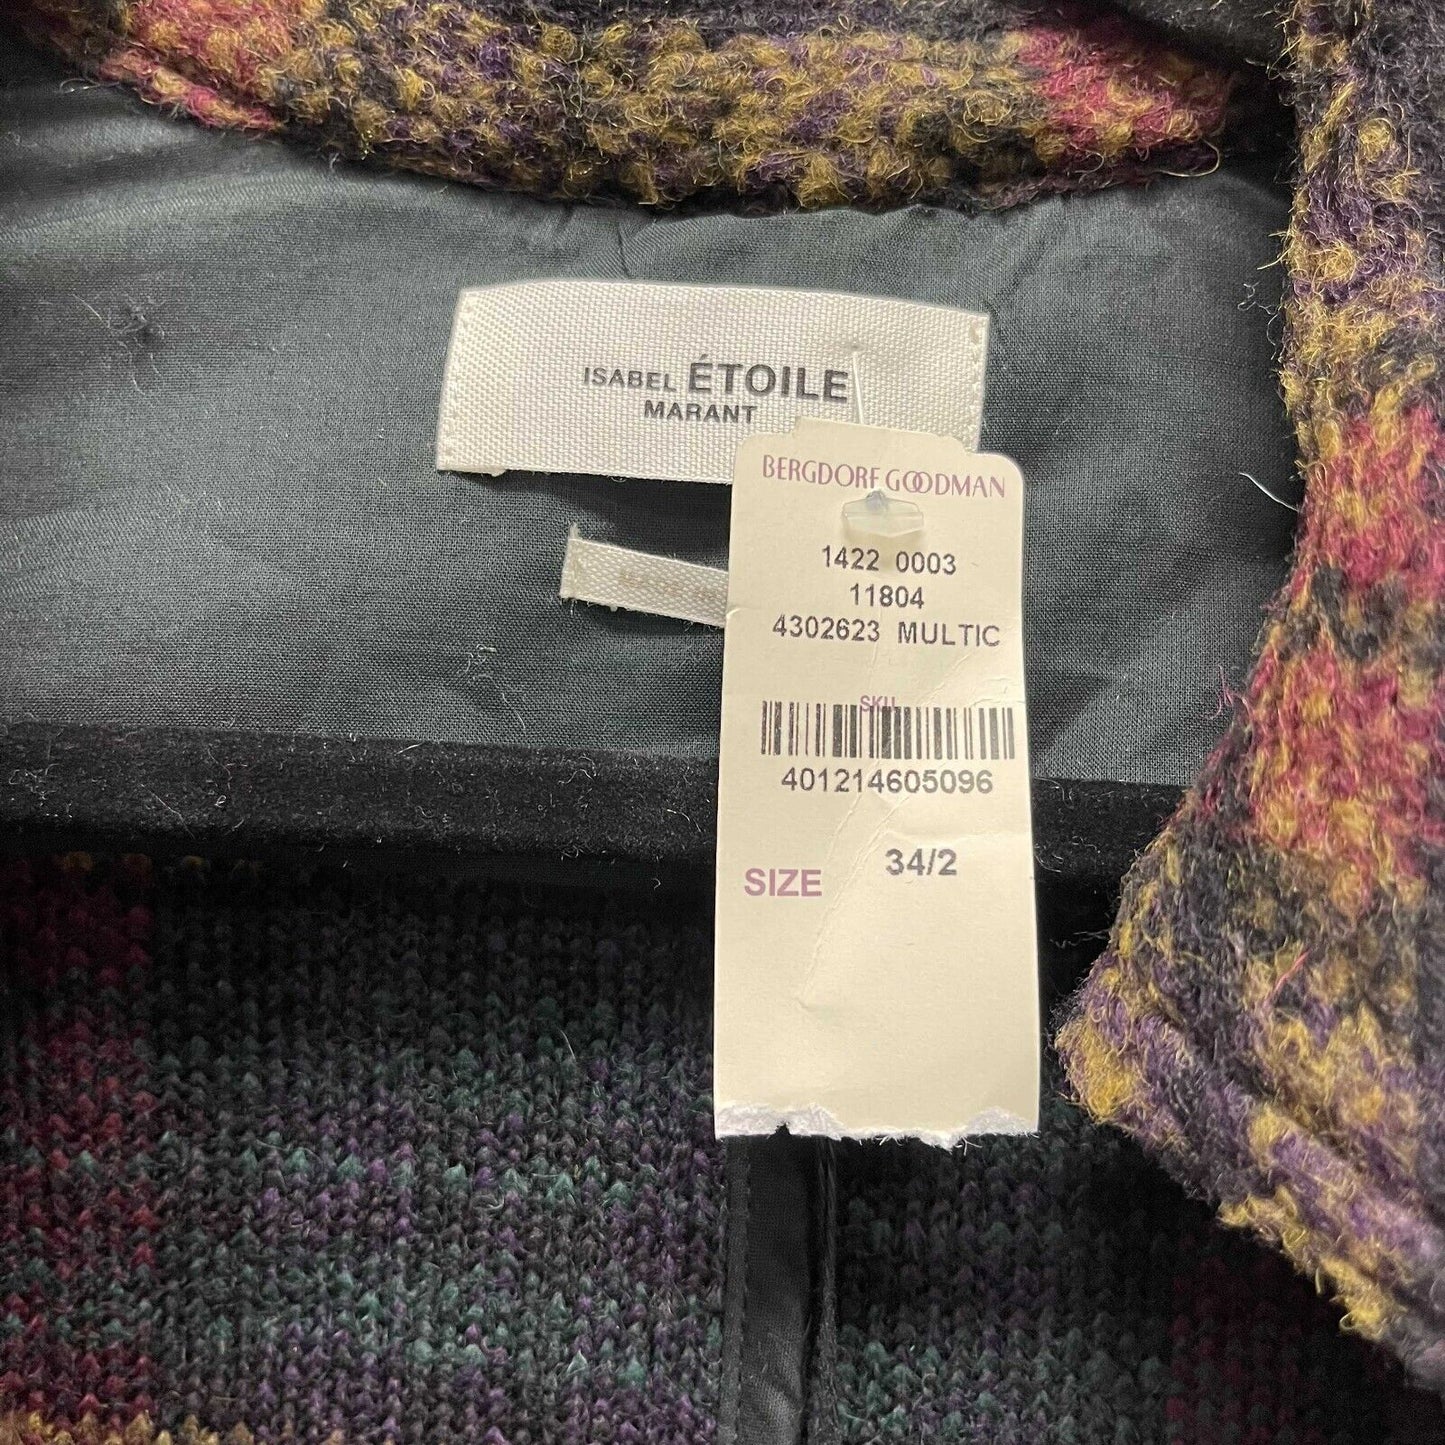 ISABEL ÉTOILE
MARANT
BERGDORF GOODMAN
1422 0003
11804
4302623 MULTIC
SKU
401214605096
SIZE 34/2